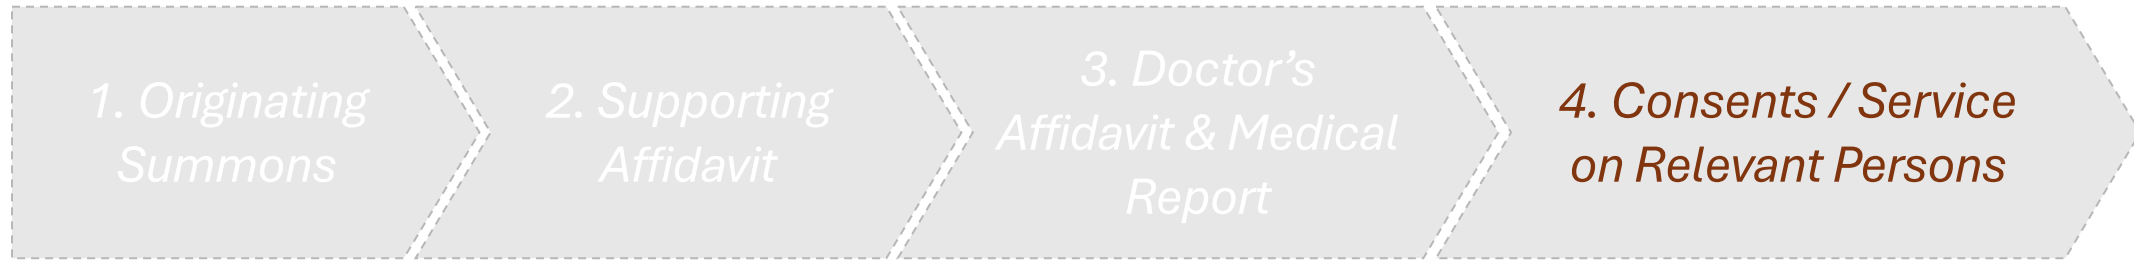 1. Originating
Summons
2. Supporting
Affidavit
3. Doctor’s
Affidavit & Medical
Report
4. Consents / Service
on Relevant Persons